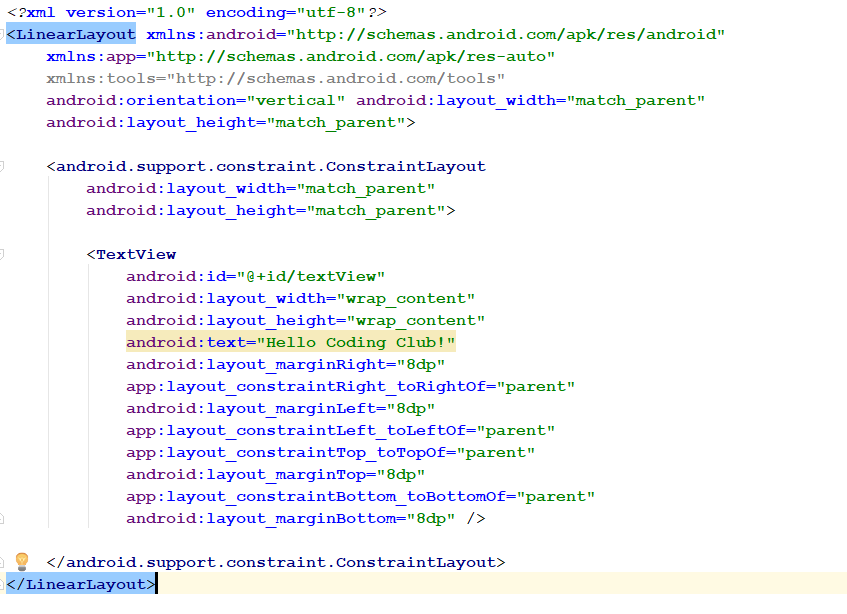 <?xml version="1.0" encoding="utf-8"?>
<LinearLayout xmlns:android="http://schemas.android.com/apk/res/android"
    xmlns:app="http://schemas.android.com/apk/res-auto"
    xmlns:tools="http://schemas.android.com/tools"
    android:orientation="vertical" android:layout_width="match_parent"
    android:layout_height="match_parent">

    <android.support.constraint.ConstraintLayout
        android:layout_width="match_parent"
        android:layout_height="match_parent">

        <TextView
            android:id="@+id/textView"
            android:layout_width="wrap_content"
            android:layout_height="wrap_content"
            android:text="Hello Coding Club!"
            android:layout_marginRight="8dp"
            app:layout_constraintRight_toRightOf="parent"
            android:layout_marginLeft="8dp"
            app:layout_constraintLeft_toLeftOf="parent"
            app:layout_constraintTop_toTopOf="parent"
            android:layout_marginTop="8dp"
            app:layout_constraintBottom_toBottomOf="parent"
            android:layout_marginBottom="8dp" />

    </android.support.constraint.ConstraintLayout>
</LinearLayout>